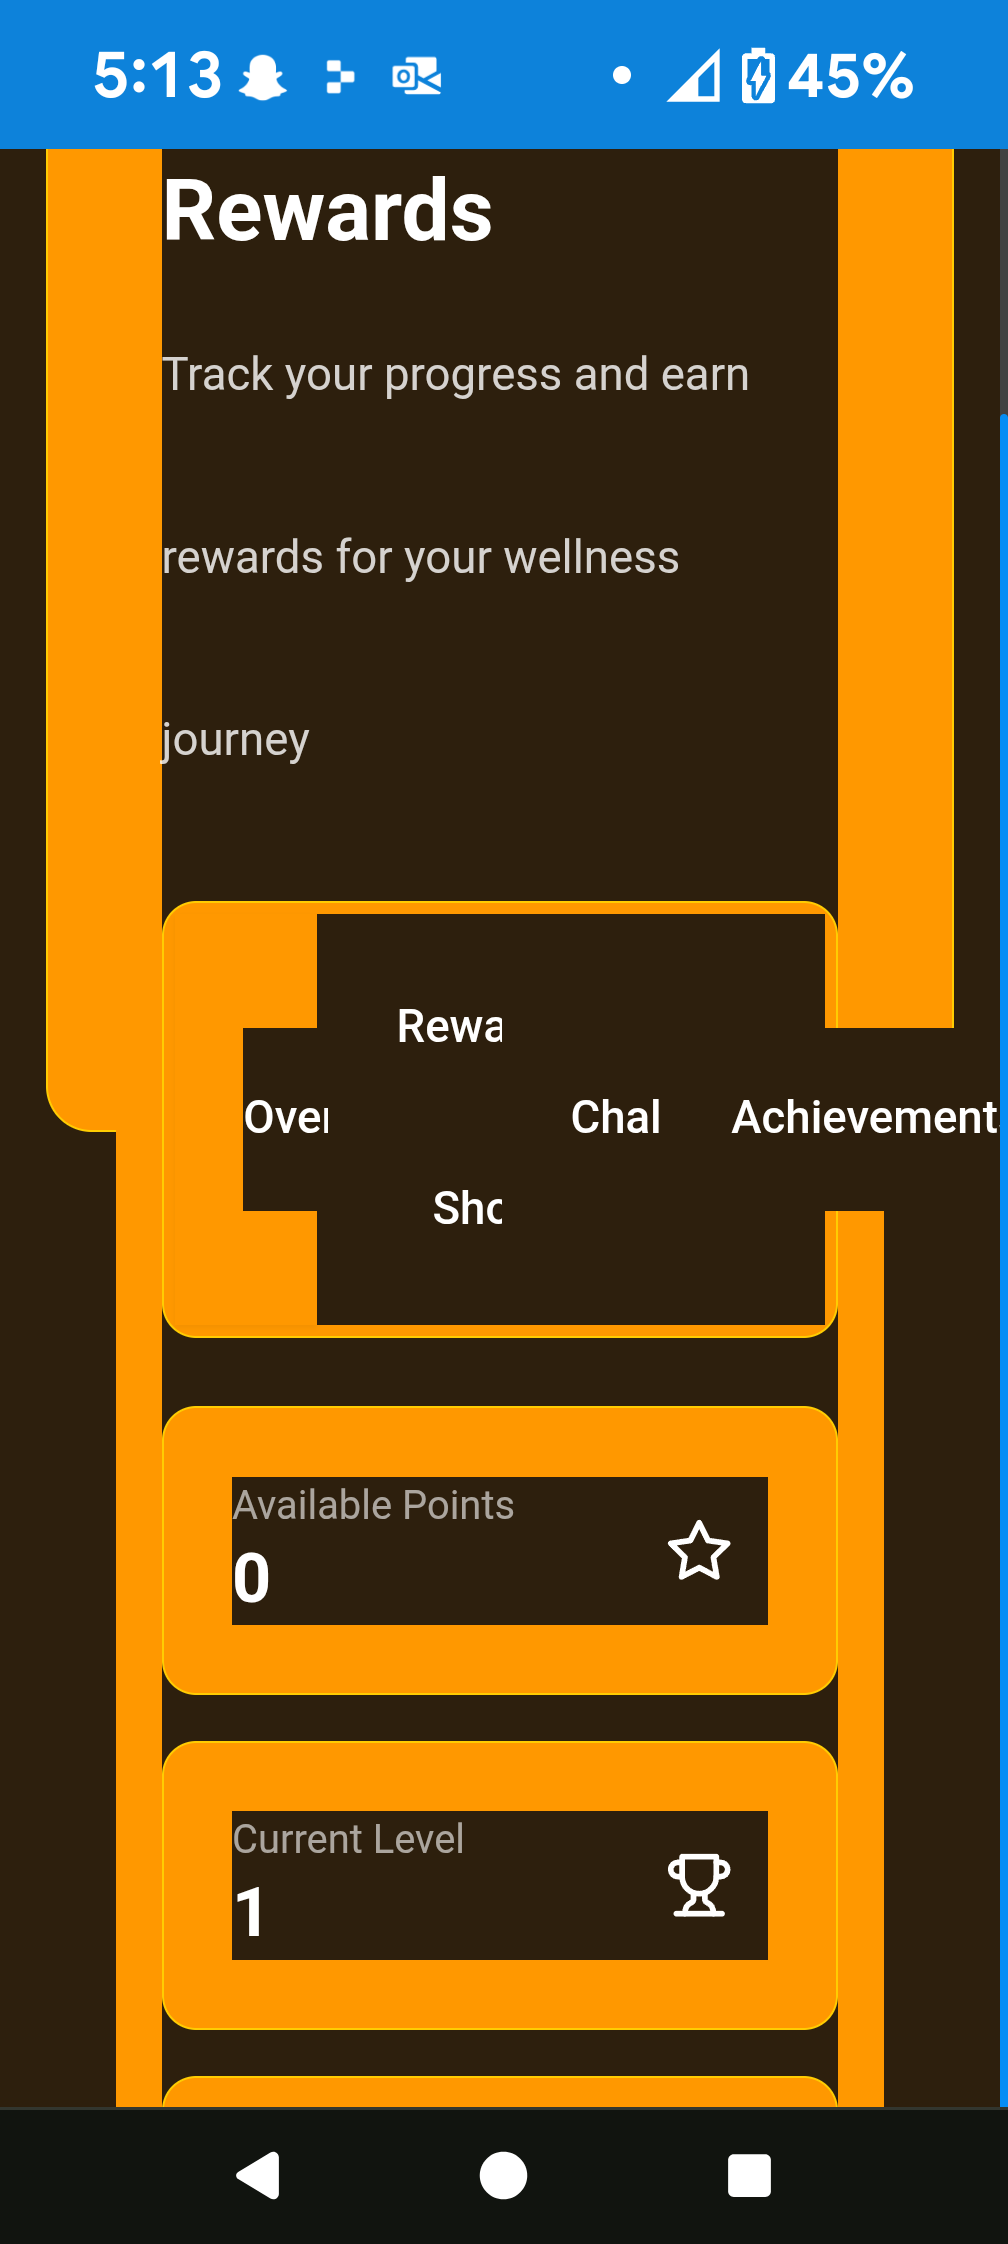 5:13 45%
Rewards
Track your progress and earn
rewards for your wellness
journey
Rewa
Over Chal Achievement
Sho
Available Points
0
Current Level
1